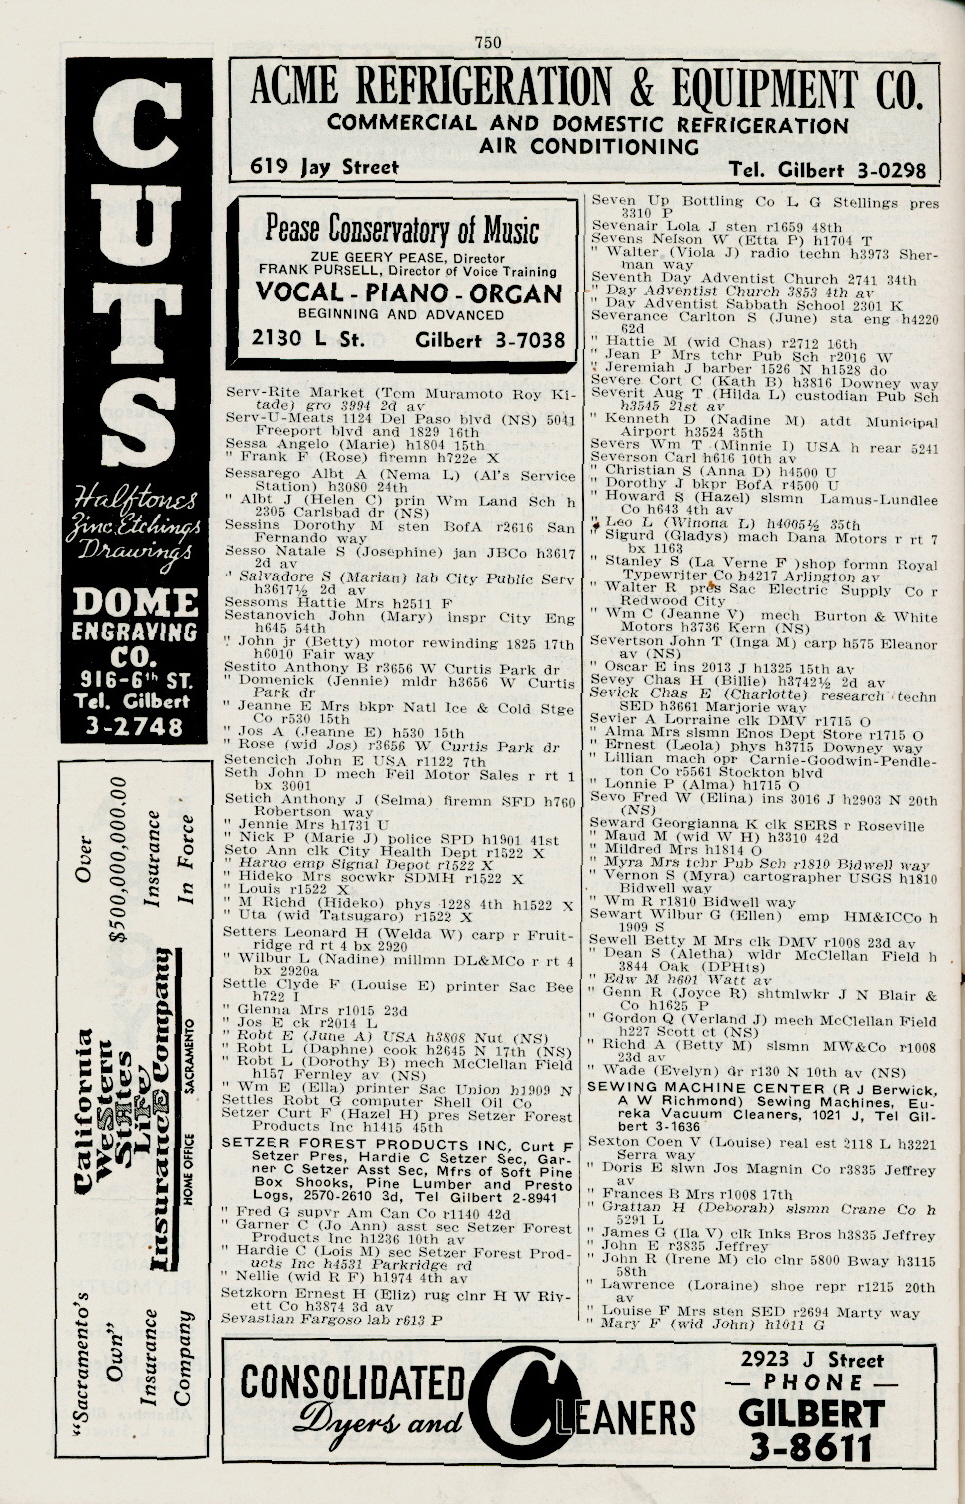 750
CUTS
Halftones
Zinc Etchings
Drawings
DOME
ENGRAVING
CO.
916-6th ST.
Tel. Gilbert
3-2748
Over
$500,000,000.00
Insurance
In Force
California
Western
States
Life
Insurance Company
HOME OFFICE SACRAMENTO
"Sacramento's
Own"
Insurance
Company
ACME REFRIGERATION & EQUIPMENT CO.
COMMERCIAL AND DOMESTIC REFRIGERATION
AIR CONDITIONING
619 Jay Street Tel. Gilbert 3-0298
Pease Conservatory of Music
ZUE GEERY PEASE, Director
FRANK PURSELL, Director of Voice Training
VOCAL - PIANO - ORGAN
BEGINNING AND ADVANCED
2130 L St. Gilbert 3-7038
Serv-Rite Market (Tom Muramoto Roy Ki-
tade) gro 3994 2d av
Serv-U-Meats 1124 Del Paso blvd (NS) 5041
Freeport blvd and 1829 16th
Sessa Angelo (Marie) h1804 15th
" Frank F (Rose) firemn h722e X
Sessarego Albt A (Nema L) (Al's Service
Station) h3080 24th
" Albt J (Helen C) prin Wm Land Sch h
2305 Carlsbad dr (NS)
Sessins Dorothy M sten BofA r2616 San
Fernando way
Sesso Natale S (Josephine) jan JBCo h3617
2d av
" Salvadore S (Marian) lab City Public Serv
h3617½ 2d av
Sessoms Hattie Mrs h2511 F
Sestanovich John (Mary) inspr City Eng
h645 54th
" John jr (Betty) motor rewinding 1825 17th
h6010 Fair way
Sestito Anthony B r3656 W Curtis Park dr
" Domenick (Jennie) mldr h3656 W Curtis
Park dr
" Jeanne E Mrs bkpr Natl Ice & Cold Stge
Co r530 15th
" Jos A (Jeanne E) h530 15th
" Rose (wid Jos) r3656 W Curtis Park dr
Setencich John E USA r1122 7th
Seth John D mech Feil Motor Sales r rt 1
bx 3001
Setich Anthony J (Selma) firemn SFD h760
Robertson way
" Jennie Mrs h1731 U
" Nick P (Marie J) police SPD h1901 41st
Seto Ann clk City Health Dept r1522 X
" Haruo emp Signal Depot r1522 X
" Hideko Mrs socwkr SDMH r1522 X
" Louis r1522 X
" M Richd (Hideko) phys 1228 4th h1522 X
" Uta (wid Tatsugaro) r1522 X
Setters Leonard H (Welda W) carp r Fruit-
ridge rd rt 4 bx 2920
" Wilbur L (Nadine) millmn DL&MCo r rt 4
bx 2920a
Settle Clyde F (Louise E) printer Sac Bee
h722 I
" Glenna Mrs r1015 23d
" Jos E ck r2014 L
" Robt E (June A) USA h3808 Nut (NS)
" Robt L (Daphne) cook h2645 N 17th (NS)
" Robt L (Dorothy B) mech McClellan Field
h157 Fernley av (NS)
" Wm E (Ella) printer Sac Union h1909 N
Settles Robt G computer Shell Oil Co
Setzer Curt F (Hazel H) pres Setzer Forest
Products Inc h1415 45th
SETZER FOREST PRODUCTS INC, Curt F
Setzer Pres, Hardie C Setzer Sec, Gar-
ner C Setzer Asst Sec, Mfrs of Soft Pine
Box Shooks, Pine Lumber and Presto
Logs, 2570-2610 3d, Tel Gilbert 2-8941
" Fred G supvr Am Can Co r1140 42d
" Garner C (Jo Ann) asst sec Setzer Forest
Products Inc h1236 10th av
" Hardie C (Lois M) sec Setzer Forest Prod-
ucts Inc h4531 Parkridge rd
" Nellie (wid R F) h1974 4th av
Setzkorn Ernest H (Eliz) rug clnr H W Riv-
ett Co h3874 3d av
Sevastian Fargoso lab r613 P
Seven Up Bottling Co L G Stellings pres
3310 P
Sevenair Lola J sten r1659 48th
Sevens Nelson W (Etta P) h1704 T
" Walter (Viola J) radio techn h3973 Sher-
man way
Seventh Day Adventist Church 2741 34th
" Day Adventist Church 3853 4th av
" Day Adventist Sabbath School 2301 K
Severance Carlton S (June) sta eng h4220
62d
" Hattie M (wid Chas) r2712 16th
" Jean P Mrs tchr Pub Sch r2016 W
" Jeremiah J barber 1526 N h1528 do
Severe Cort C (Kath B) h3816 Downey way
Severit Aug T (Hilda L) custodian Pub Sch
h3545 21st av
" Kenneth D (Nadine M) atdt Municipal
Airport h3524 35th
Severs Wm T (Minnie I) USA h rear 5241
Severson Carl h616 10th av
" Christian S (Anna D) h4500 U
" Dorothy J bkpr BofA r4500 U
" Howard S (Hazel) slsmn Lamus-Lundlee
Co h643 4th av
" Leo L (Winona L) h4005½ 35th
" Sigurd (Gladys) mach Dana Motors r rt 7
bx 1163
" Stanley S (La Verne F )shop formn Royal
Typewriter Co h4217 Arlington av
" Walter R pres Sac Electric Supply Co r
Redwood City
" Wm C (Jeanne V) mech Burton & White
Motors h3736 Kern (NS)
Severtson John T (Inga M) carp h575 Eleanor
av (NS)
" Oscar E ins 2013 J h1325 15th av
Sevey Chas H (Billie) h3742½ 2d av
Sevick Chas E (Charlotte) research techn
SED h3661 Marjorie way
Sevier A Lorraine clk DMV r1715 O
" Alma Mrs slsmn Enos Dept Store r1715 O
" Ernest (Leola) phys h3715 Downey way
" Lillian mach opr Carnie-Goodwin-Pendle-
ton Co r5561 Stockton blvd
" Lonnie P (Alma) h1715 O
Sevo Fred W (Elina) ins 3016 J h2903 N 20th
(NS)
Seward Georgianna K clk SERS r Roseville
" Maud M (wid W H) h3310 42d
" Mildred Mrs h1814 O
" Myra Mrs tchr Pub Sch r1810 Bidwell way
" Vernon S (Myra) cartographer USGS h1810
Bidwell way
" Wm R r1810 Bidwell way
Sewart Wilbur G (Ellen) emp HM&ICCo h
1909 S
Sewell Betty M Mrs clk DMV r1008 23d av
" Dean S (Aletha) wldr McClellan Field h
3844 Oak (DPHts)
" Edw M h601 Watt av
" Genn R (Joyce R) shtmlwkr J N Blair &
Co h1625 P
" Gordon Q (Verland J) mech McClellan Field
h227 Scott ct (NS)
" Richd A (Betty M) slsmn MW&Co r1008
23d av
" Wade (Evelyn) dr r130 N 10th av (NS)
SEWING MACHINE CENTER (R J Berwick,
A W Richmond) Sewing Machines, Eu-
reka Vacuum Cleaners, 1021 J, Tel Gil-
bert 3-1636
Sexton Coen V (Louise) real est 2118 L h3221
Serra way
" Doris E slwn Jos Magnin Co r3835 Jeffrey
av
" Frances B Mrs r1008 17th
" Grattan H (Deborah) slsmn Crane Co h
5291 L
" James G (Ila V) clk Inks Bros h3835 Jeffrey
" John E r3835 Jeffrey
" John R (Irene M) clo clnr 5800 Bway h3115
58th
" Lawrence (Loraine) shoe repr r1215 20th
av
" Louise F Mrs sten SED r2694 Marty way
" Mary F (wid John) h1011 G
CONSOLIDATED
Dyers and CLEANERS
2923 J Street
— PHONE —
GILBERT
3-8611